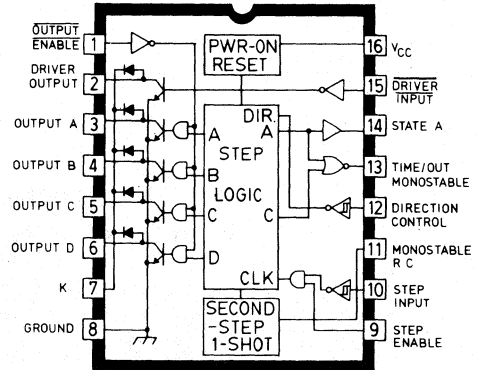 OUTPUT
ENABLE
1
DRIVER
OUTPUT
2
OUTPUT A
3
OUTPUT B
4
OUTPUT C
5
OUTPUT D
6
K
7
GROUND
8
PWR-ON
RESET
DIR.
A
STEP
LOGIC
C
CLK
A
B
C
D
SECOND
-STEP
1-SHOT
16
VCC
15
DRIVER
INPUT
14
STATE A
13
TIME/OUT
MONOSTABLE
12
DIRECTION
CONTROL
11
MONOSTABLE
R C
10
STEP
INPUT
9
STEP
ENABLE